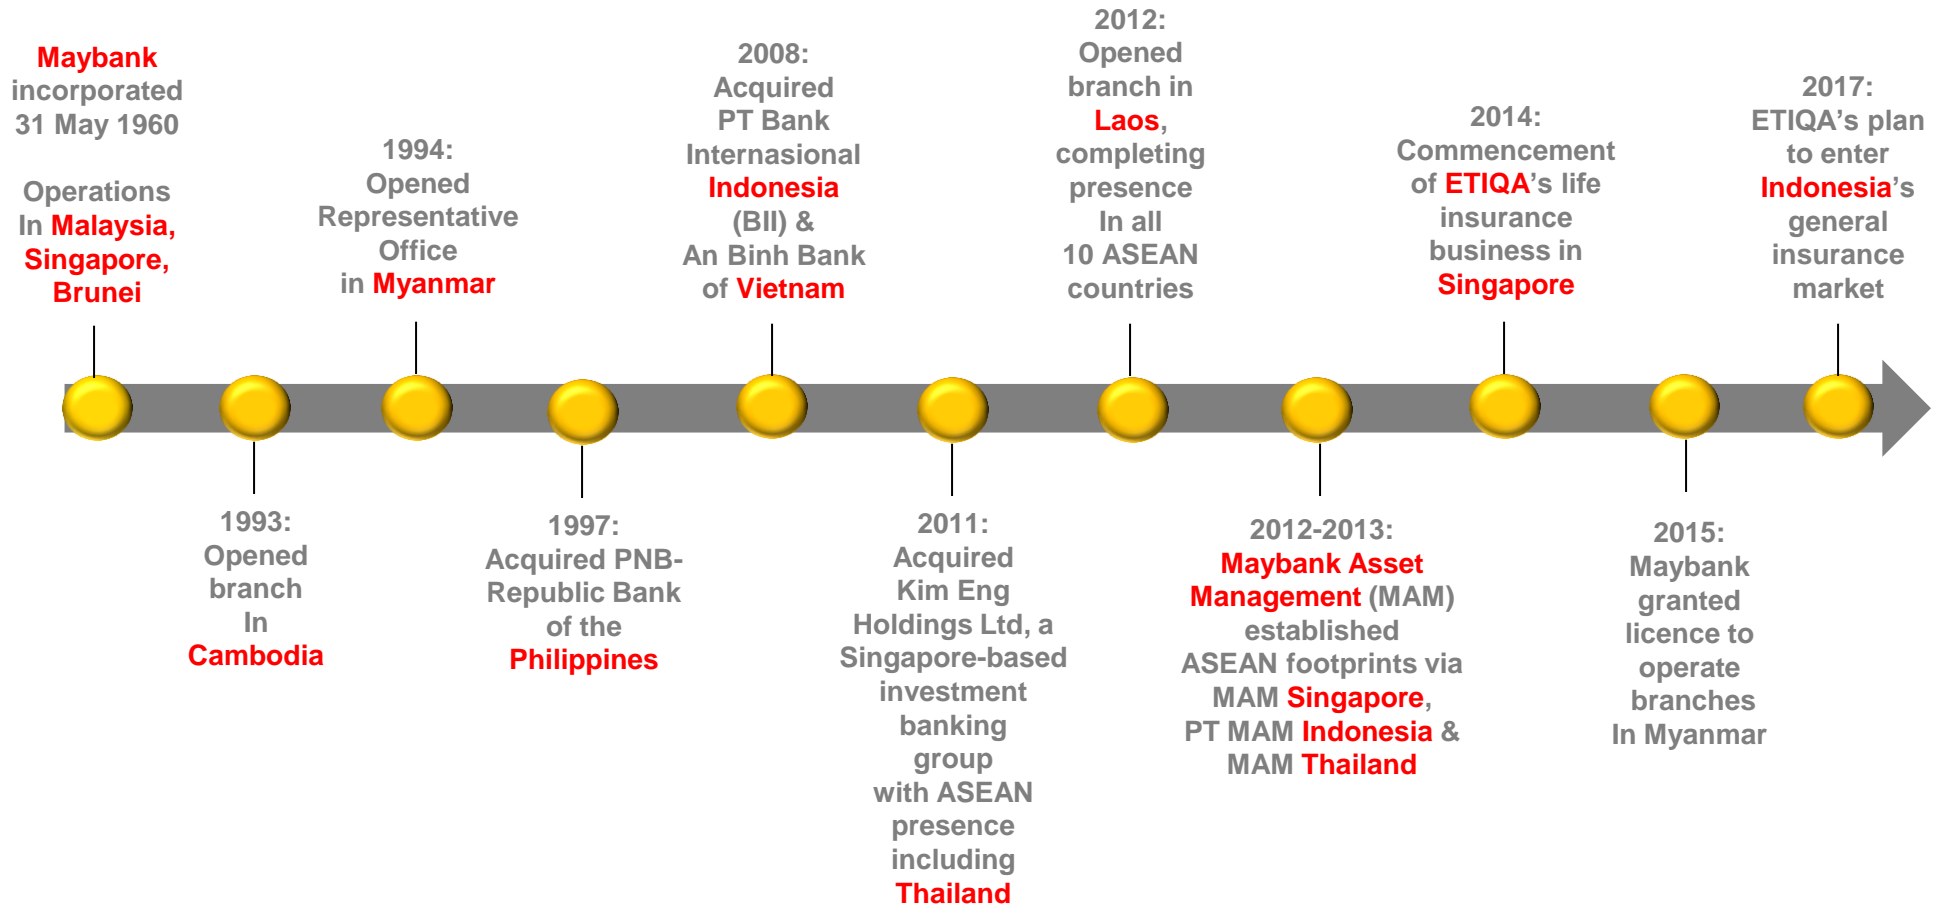 Maybank
incorporated
31 May 1960
Operations
In Malaysia,
Singapore,
Brunei
1993:
Opened
branch
In
Cambodia
1994:
Opened
Representative
Office
in Myanmar
1997:
Acquired PNB-
Republic Bank
of the
Philippines
2008:
Acquired
PT Bank
Internasional
Indonesia
(BII) &
An Binh Bank
of Vietnam
2011:
Acquired
Kim Eng
Holdings Ltd, a
Singapore-based
investment
banking
group
with ASEAN
presence
including
Thailand
2012:
Opened
branch in
Laos,
completing
presence
In all
10 ASEAN
countries
2012-2013:
Maybank Asset
Management (MAM)
established
ASEAN footprints via
MAM Singapore,
PT MAM Indonesia &
MAM Thailand
2014:
Commencement
of ETIQA’s life
insurance
business in
Singapore
2015:
Maybank
granted
licence to
operate
branches
In Myanmar
2017:
ETIQA’s plan
to enter
Indonesia’s
general
insurance
market